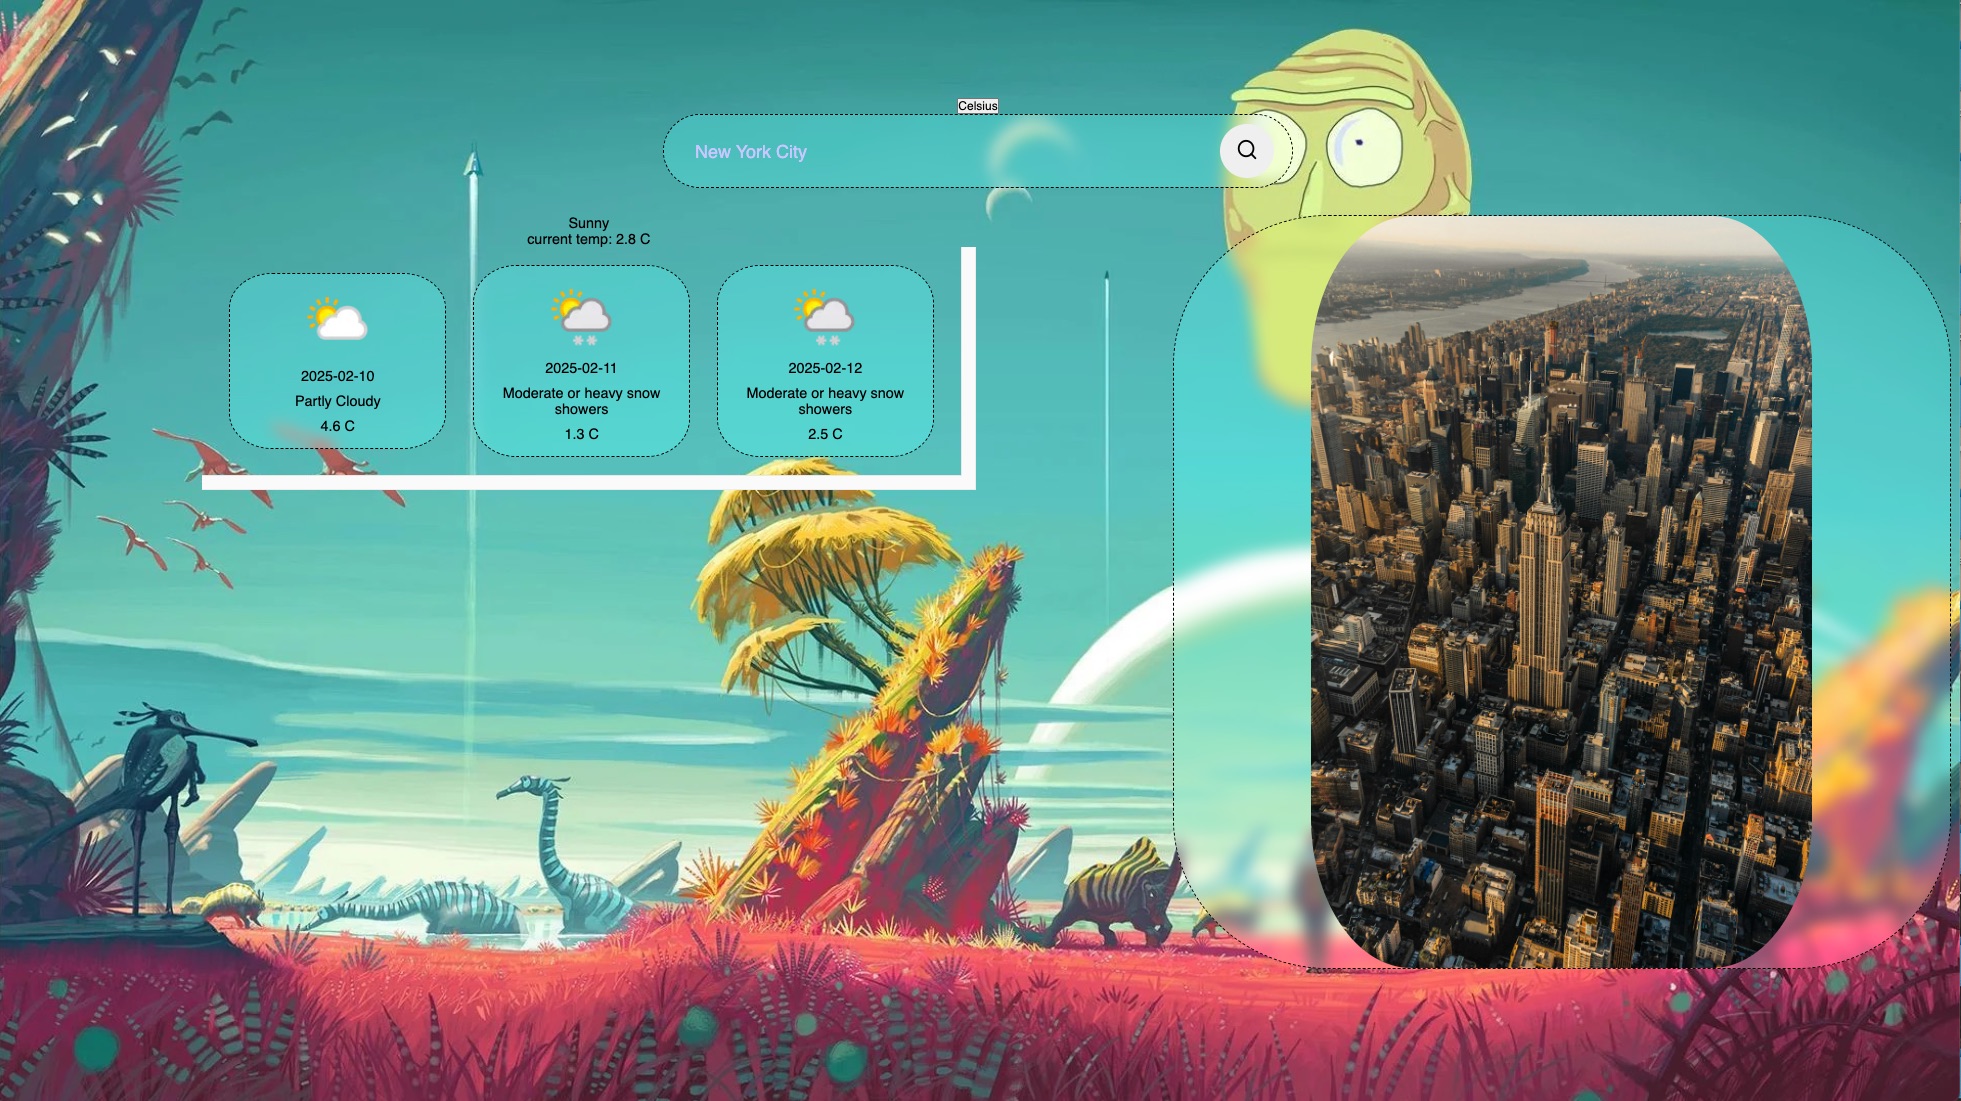 Celsius
New York City
Sunny
current temp: 2.8 C
2025-02-10
Partly Cloudy
4.6 C
2025-02-11
Moderate or heavy snow
showers
1.3 C
2025-02-12
Moderate or heavy snow
showers
2.5 C